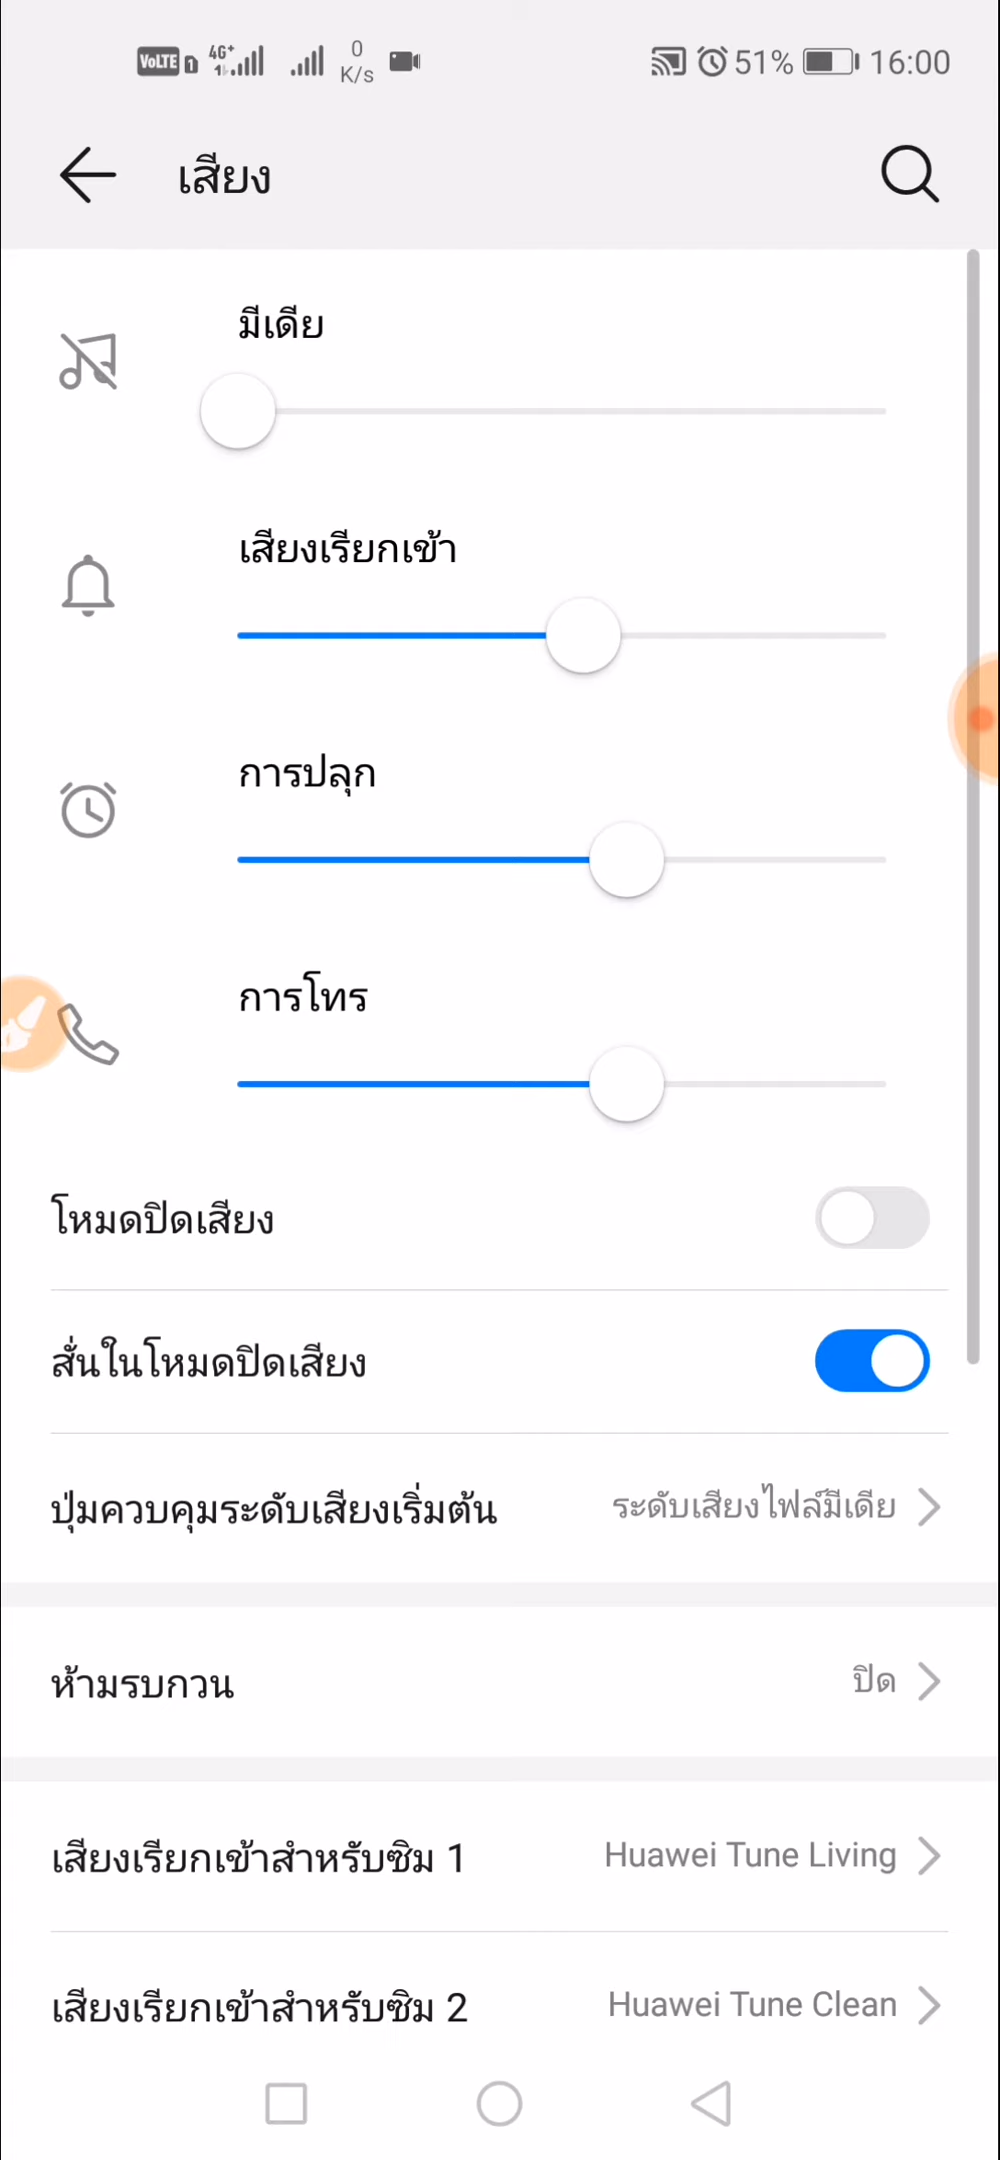 VoLTE 1 4G+ 0 K/s 51% 16:00
เสียง
มีเดีย
เสียงเรียกเข้า
การปลุก
การโทร
โหมดปิดเสียง
สั่นในโหมดปิดเสียง
ปุ่มควบคุมระดับเสียงเริ่มต้น ระดับเสียงไฟล์มีเดีย
ห้ามรบกวน ปิด
เสียงเรียกเข้าสำหรับซิม 1 Huawei Tune Living
เสียงเรียกเข้าสำหรับซิม 2 Huawei Tune Clean